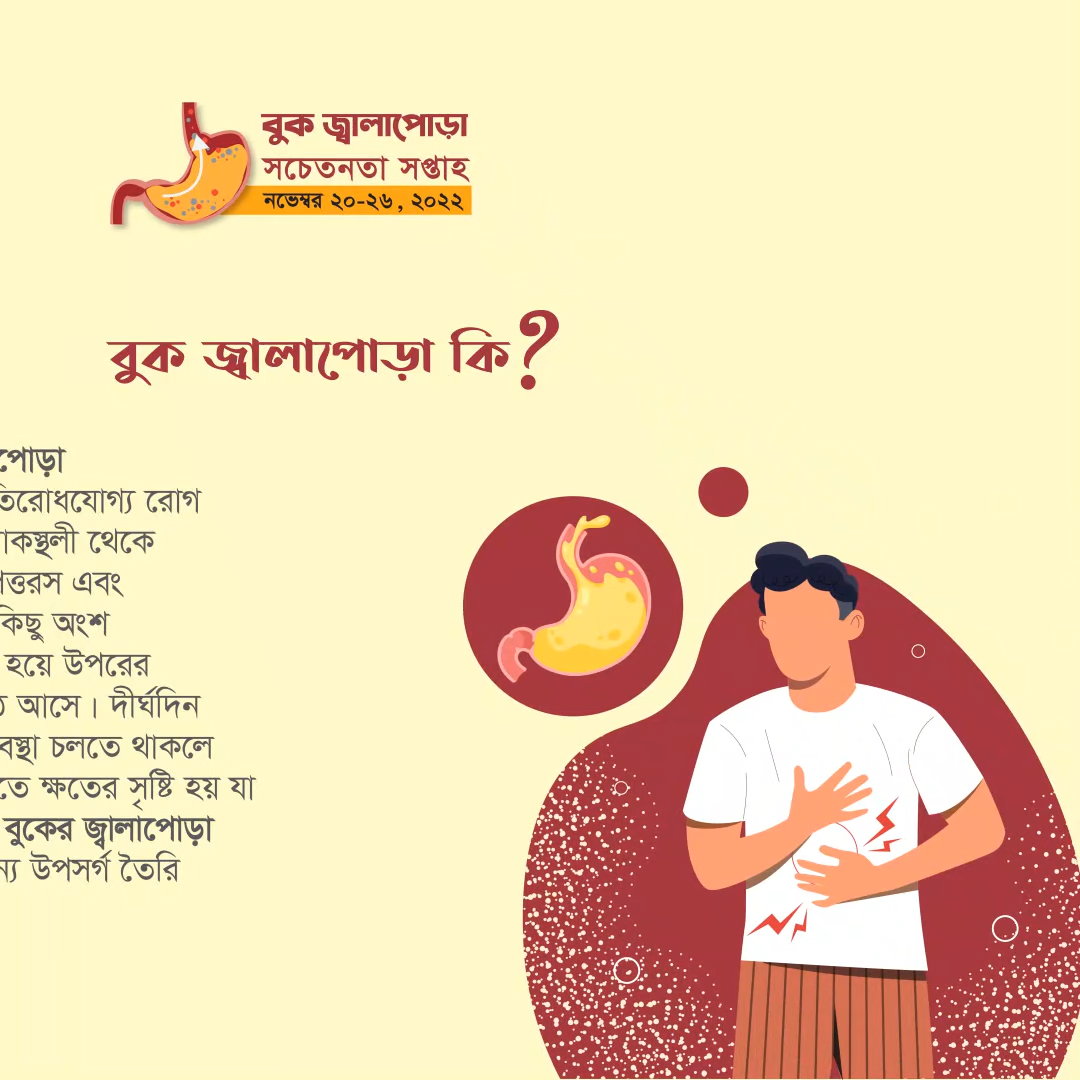 বুক জ্বালাপোড়া
সচেতনতা সপ্তাহ
নভেম্বর ২০-২৬, ২০২২
বুক জ্বালাপোড়া কি?
পোড়া
তিরোধযোগ্য রোগ
াকস্থলী থেকে
ত্তরস এবং
কিছু অংশ
হয়ে উপরের
আসে। দীর্ঘদিন
বস্থা চলতে থাকলে
তে ক্ষতের সৃষ্টি হয় যা
বুকের জ্বালাপোড়া
ন্য উপসর্গ তৈরি